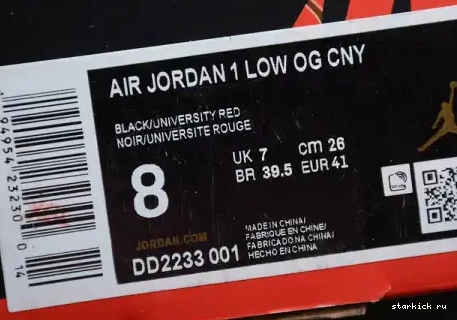 AIR JORDAN 1 LOW OG CNY
BLACK/UNIVERSITY RED
NOIR/UNIVERSITE ROUGE
8
UK 7 cm 26
BR 39.5 EUR 41
JORDAN.COM
DD2233 001
MADE IN CHINA/
FABRIQUE EN CHINE/
FABRICADO NA CHINA/
HECHO EN CHINA
starkick ru